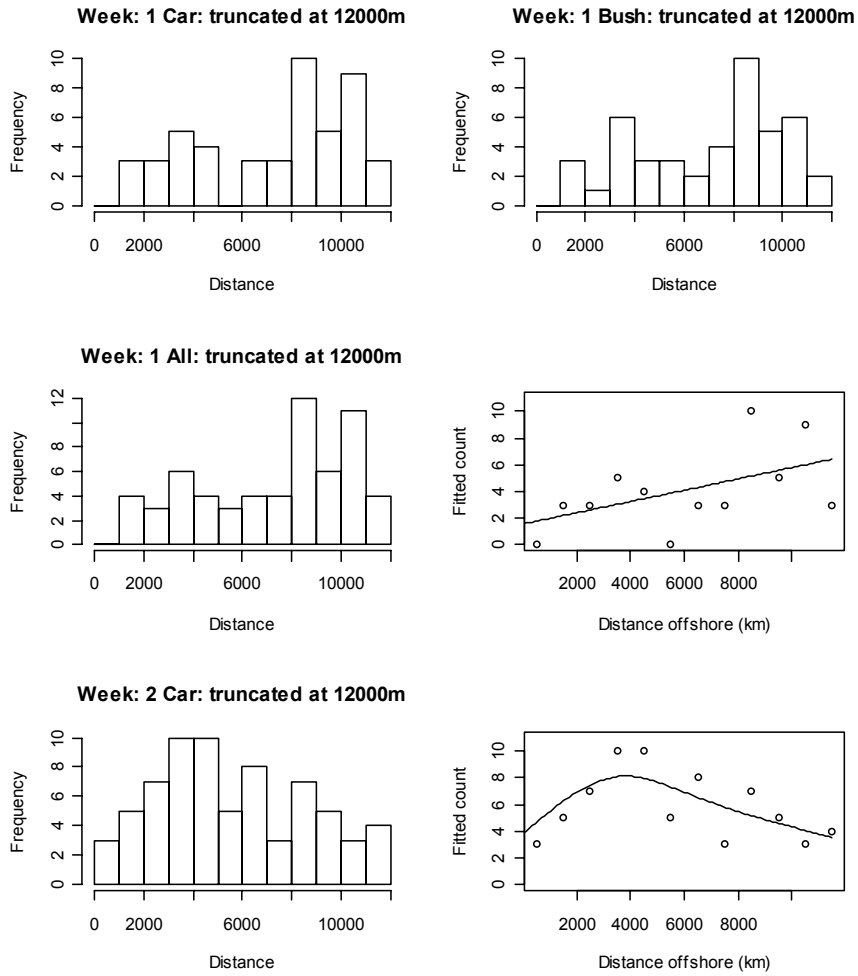 Week: 1 Car: truncated at 12000m
Frequency
0 2 4 6 8 10
0 2000 6000 10000
Distance
Week: 1 Bush: truncated at 12000m
Frequency
0 2 4 6 8 10
0 2000 6000 10000
Distance
Week: 1 All: truncated at 12000m
Frequency
0 2 4 6 8 12
0 2000 6000 10000
Distance
Fitted count
0 2 4 6 8 10
2000 4000 6000 8000
Distance offshore (km)
Week: 2 Car: truncated at 12000m
Frequency
0 2 4 6 8 10
0 2000 6000 10000
Distance
Fitted count
0 2 4 6 8 10
2000 4000 6000 8000
Distance offshore (km)